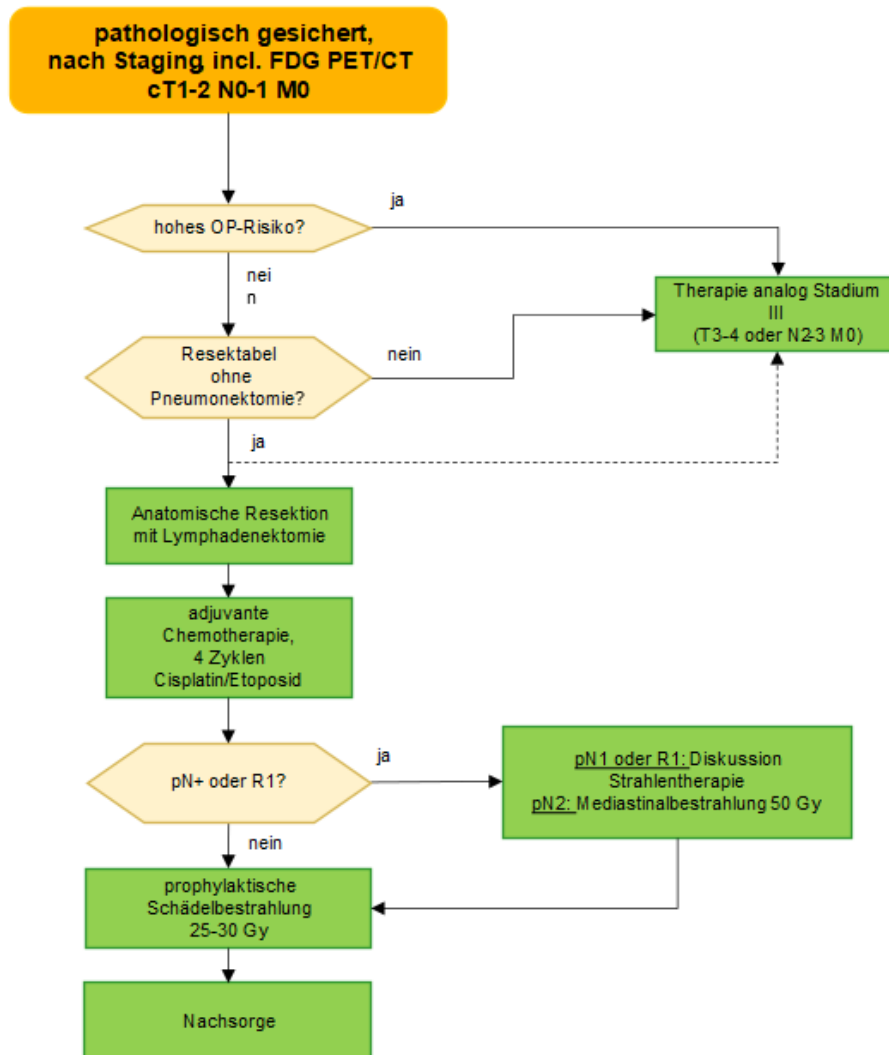 pathologisch gesichert,
nach Staging, incl. FDG PET/CT
cT1-2 N0-1 M0
ja
hohes OP-Risiko?
nei
n
Therapie analog Stadium
III
(T3-4 oder N2-3 M0)
Resektabel
ohne
Pneumonektomie?
nein
ja
Anatomische Resektion
mit Lymphadenektomie
adjuvante
Chemotherapie,
4 Zyklen
Cisplatin/Etoposid
pN+ oder R1?
ja
pN1 oder R1: Diskussion
Strahlentherapie
pN2: Mediastinalbestrahlung 50 Gy
nein
prophylaktische
Schädelbestrahlung
25-30 Gy
Nachsorge